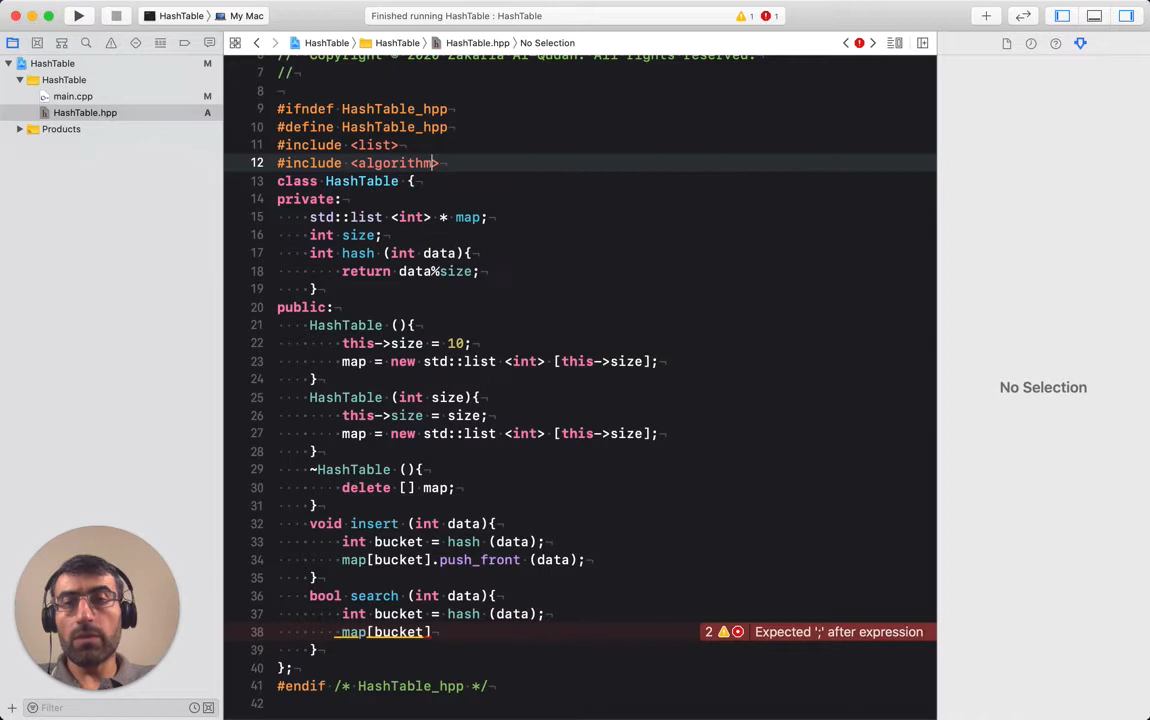 HashTable 〉 My Mac
Finished running HashTable : HashTable
1
1
HashTable 〉 HashTable 〉 HashTable.hpp 〉 No Selection
HashTable M
HashTable
main.cpp M
HashTable.hpp A
Products
7 //
8
9 #ifndef HashTable_hpp
10 #define HashTable_hpp
11 #include <list>
12 #include <algorithm>
13 class HashTable {
14 private:
15 std::list <int> * map;
16 int size;
17 int hash (int data){
18 return data%size;
19 }
20 public:
21 HashTable (){
22 this->size = 10;
23 map = new std::list <int> [this->size];
24 }
25 HashTable (int size){
26 this->size = size;
27 map = new std::list <int> [this->size];
28 }
29 ~HashTable (){
30 delete [] map;
31 }
32 void insert (int data){
33 int bucket = hash (data);
34 map[bucket].push_front (data);
35 }
36 bool search (int data){
37 int bucket = hash (data);
38 map[bucket] 2 Expected ';' after expression
39 }
40 };
41 #endif /* HashTable_hpp */
42
No Selection
Filter